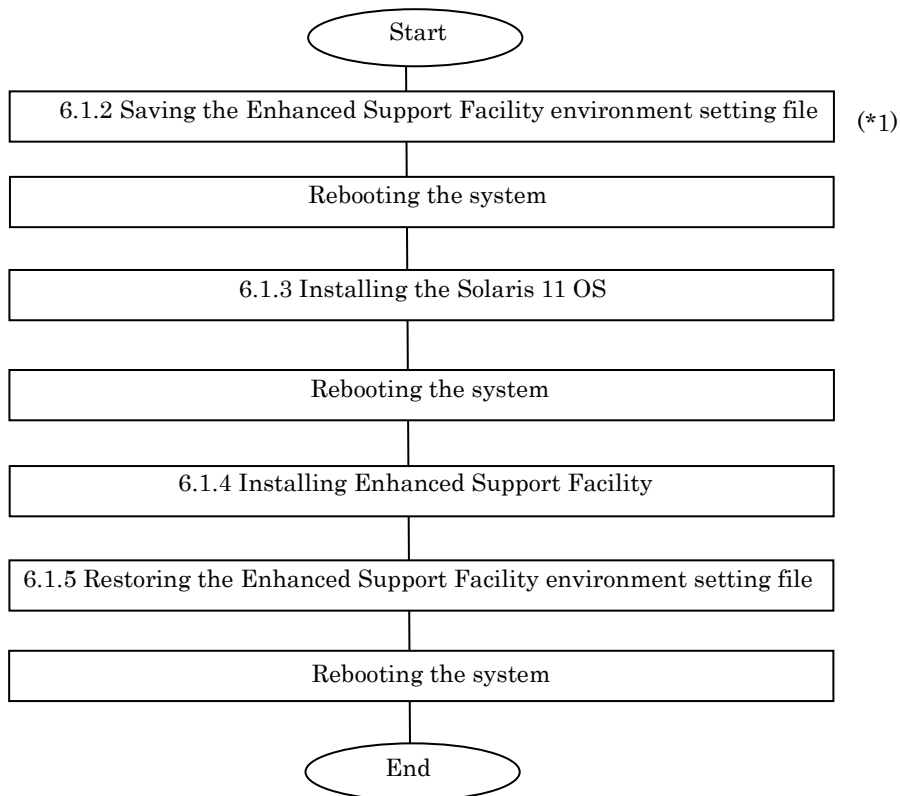 Start
6.1.2 Saving the Enhanced Support Facility environment setting file
(*1)
Rebooting the system
6.1.3 Installing the Solaris 11 OS
Rebooting the system
6.1.4 Installing Enhanced Support Facility
6.1.5 Restoring the Enhanced Support Facility environment setting file
Rebooting the system
End